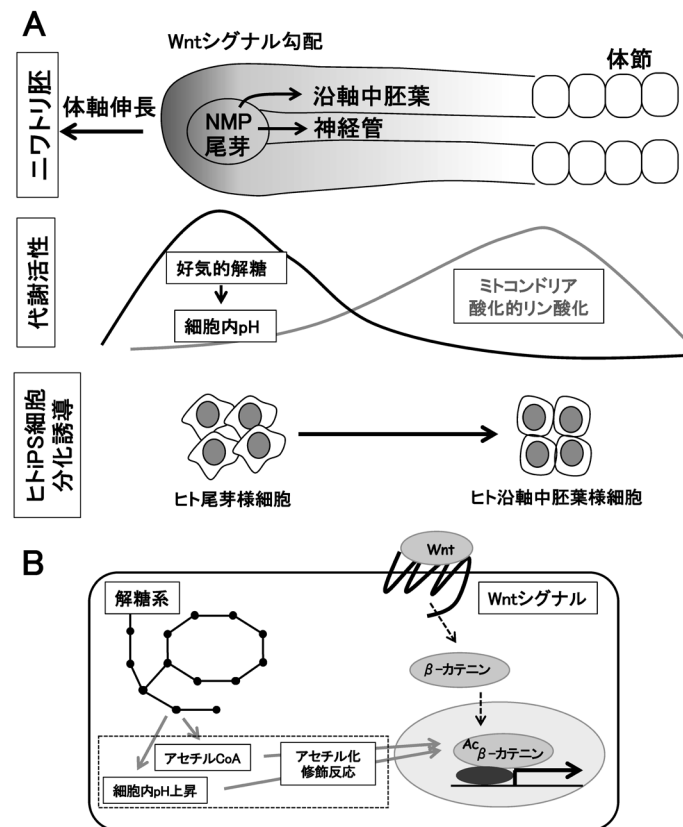 A
Wntシグナル勾配
体節
ニワトリ胚
体軸伸長
NMP
尾芽
沿軸中胚葉
神経管
代謝活性
好気的解糖
細胞内pH
ミトコンドリア
酸化的リン酸化
ヒトiPS細胞
分化誘導
ヒト尾芽様細胞
ヒト沿軸中胚葉様細胞
B
解糖系
Wnt
Wntシグナル
β-カテニン
Ac
β-カテニン
アセチルCoA
アセチル化
修飾反応
細胞内pH上昇